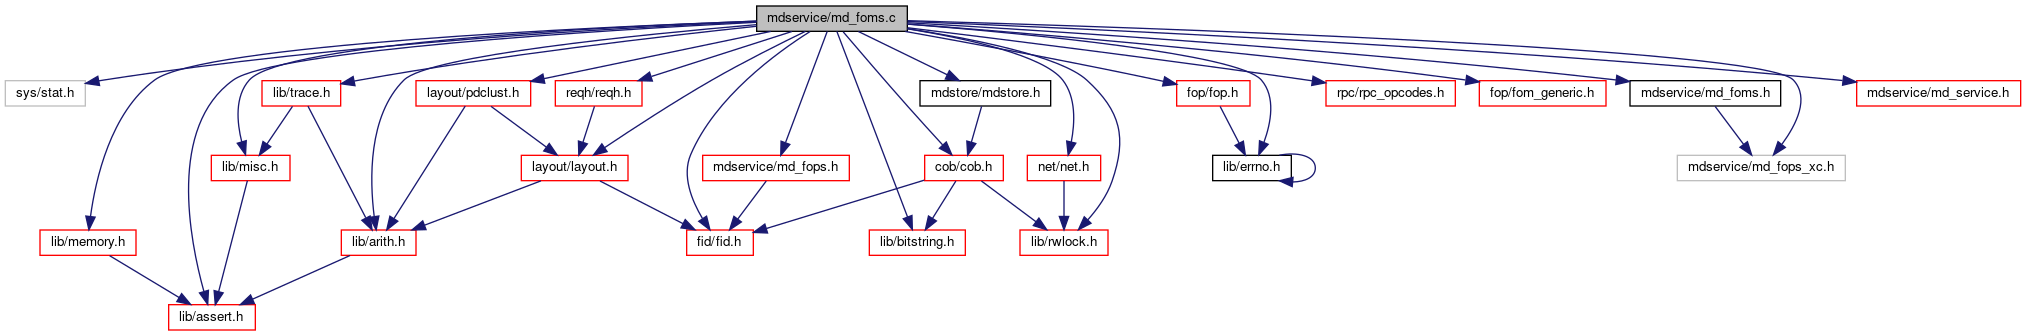 mdservice/md_foms.c
sys/stat.h
lib/trace.h
layout/pdclust.h
reqh/reqh.h
mdstore/mdstore.h
fop/fop.h
rpc/rpc_opcodes.h
fop/fom_generic.h
mdservice/md_foms.h
mdservice/md_service.h
lib/misc.h
layout/layout.h
mdservice/md_fops.h
cob/cob.h
net/net.h
lib/errno.h
mdservice/md_fops_xc.h
lib/memory.h
lib/arith.h
fid/fid.h
lib/bitstring.h
lib/rwlock.h
lib/assert.h